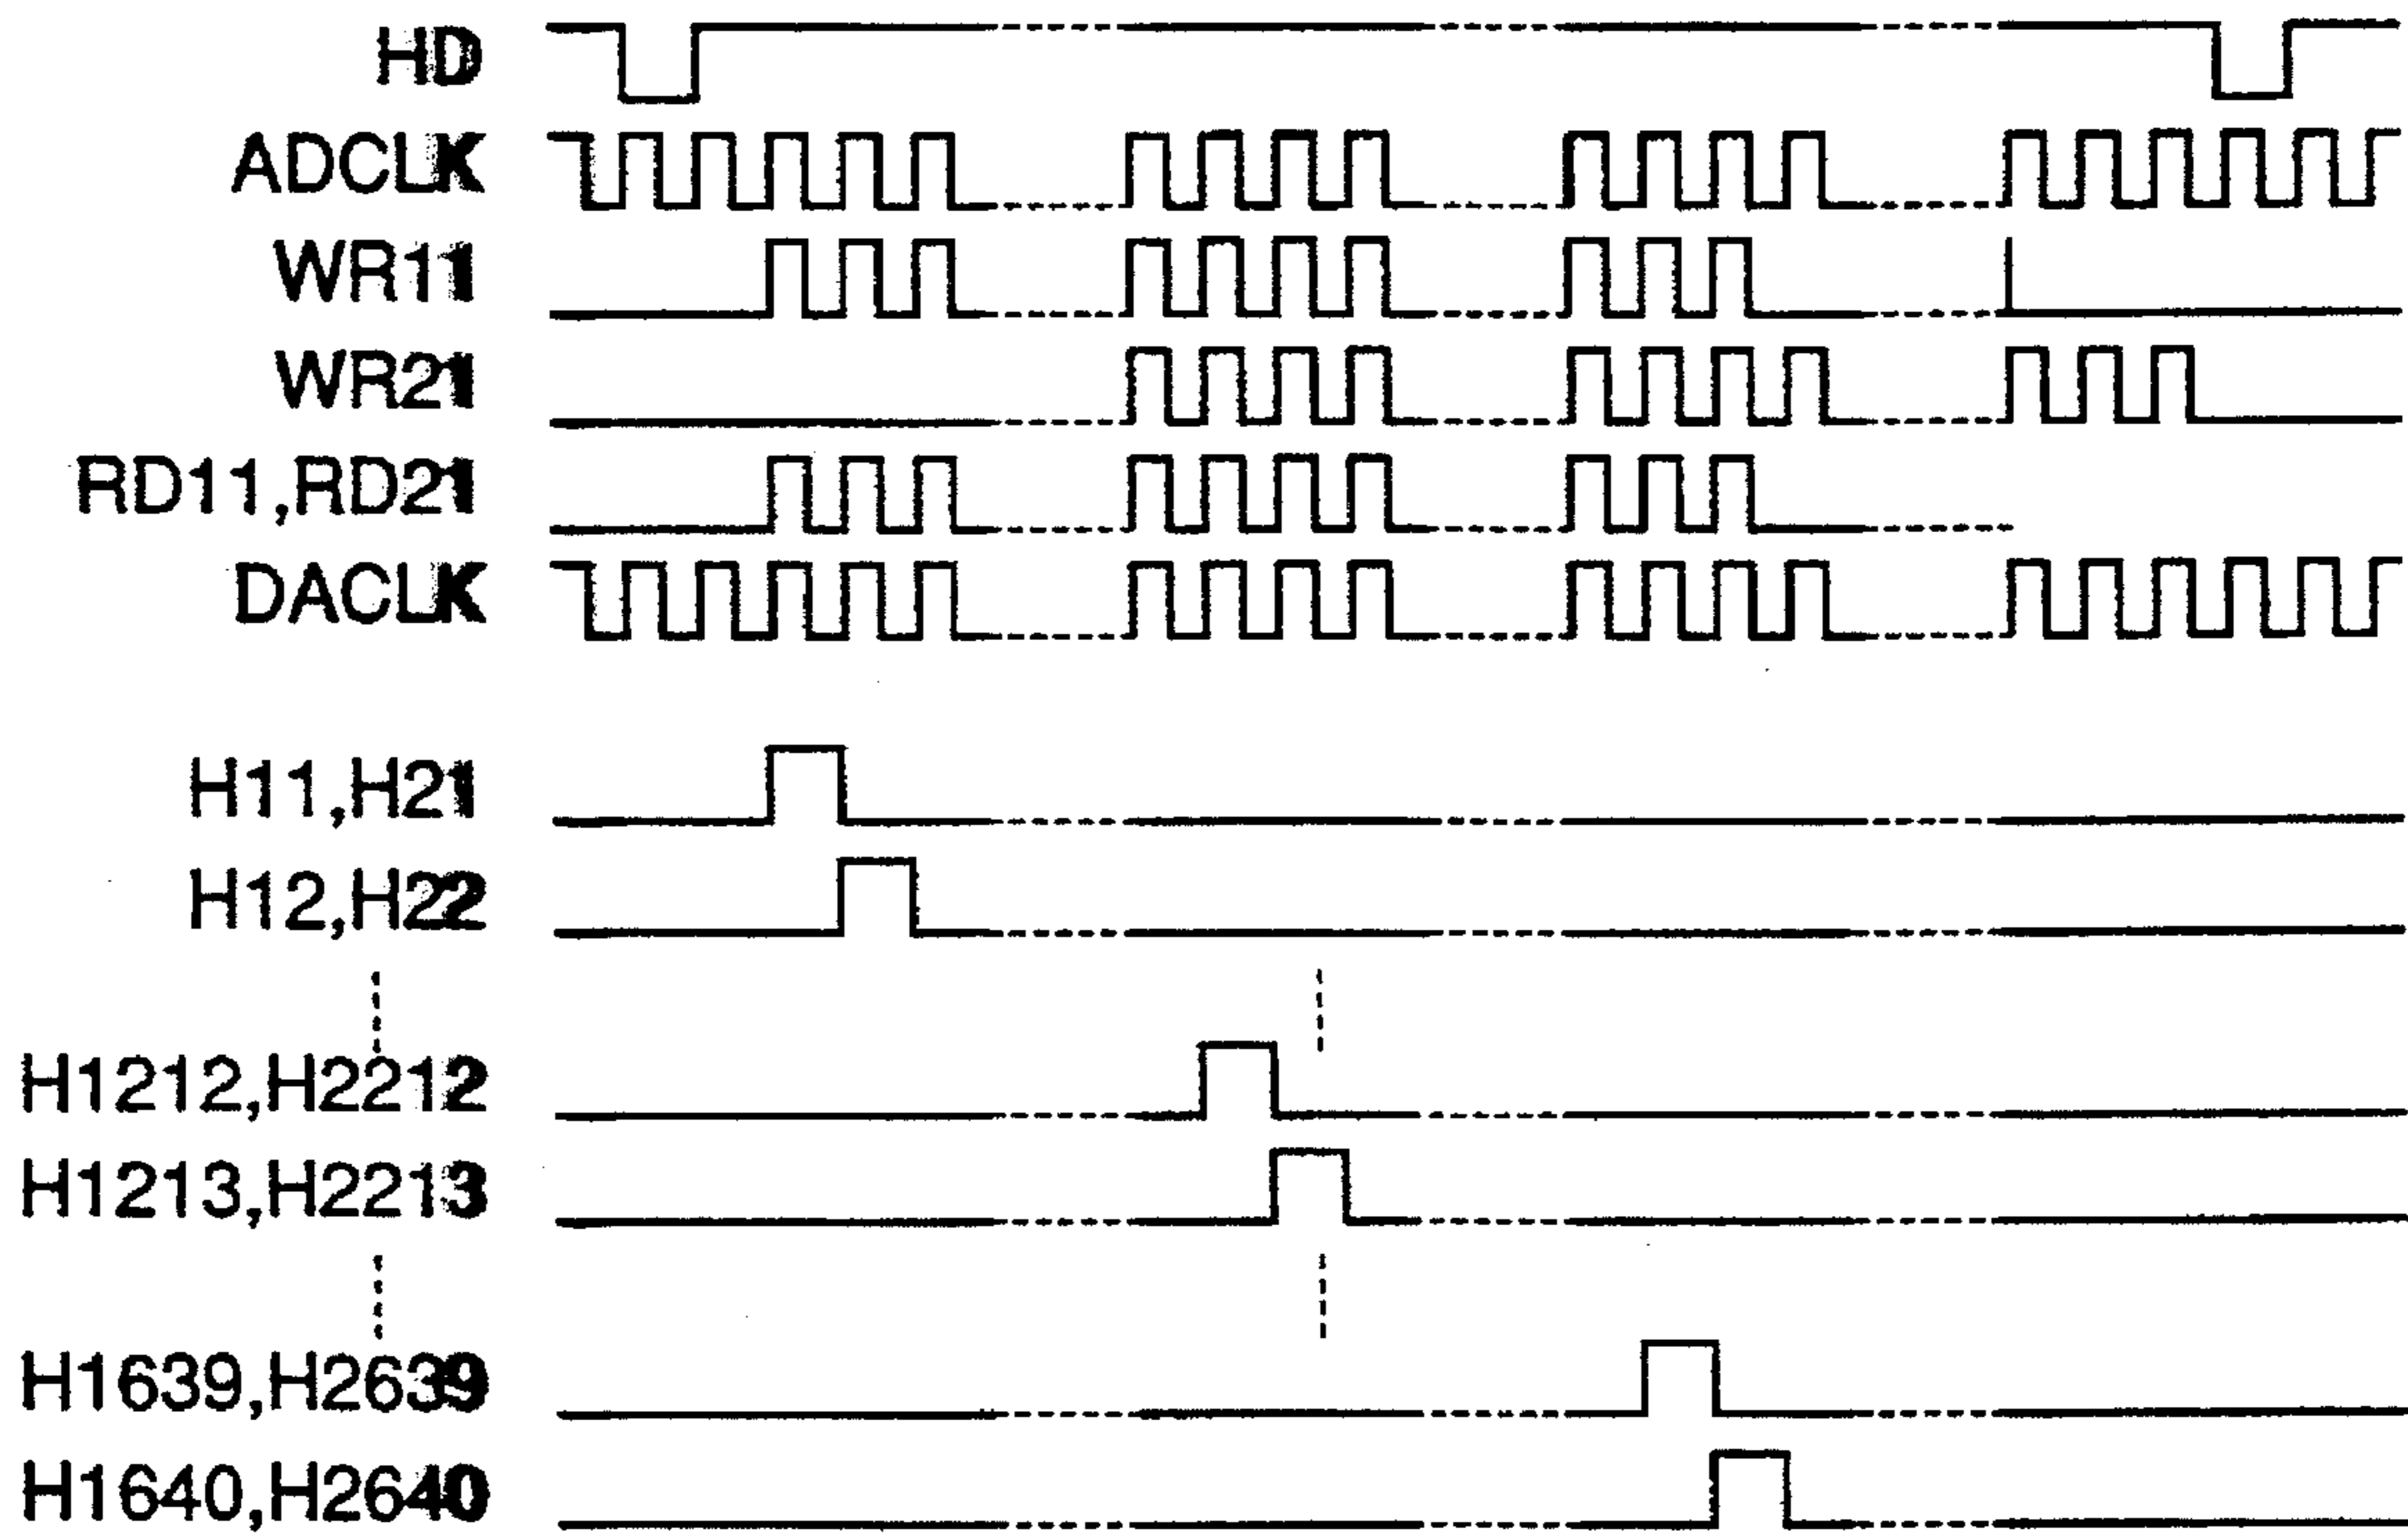 HD
ADCLK
WR11
WR21
RD11,RD21
DACLK
H11,H21
H12,H22
H1212,H2212
H1213,H2213
H1639,H2639
H1640,H2640